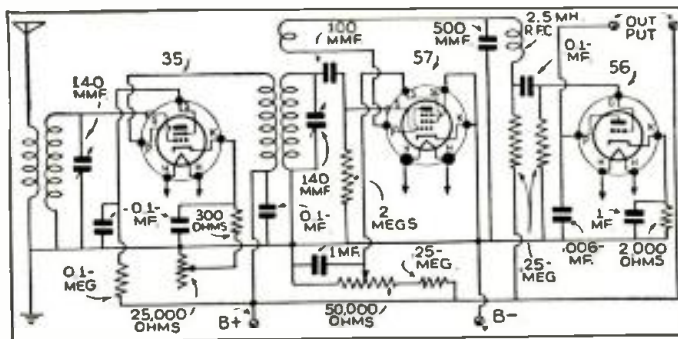 140
MMF.
35
100
MMF
57
500
MMF
2.5 MH.
R.F.C
0.1-
MF.
OUT
PUT
56
0.1-
MF.
300
OHMS
140
MMF.
0.1-
MF.
2
MEGS
1 MF.
.25-
MEG
.25-
MEG
.006-
MF.
1
MF
2,000
OHMS
0.1-
MEG
25,000
OHMS
B+
50,000
OHMS
B-